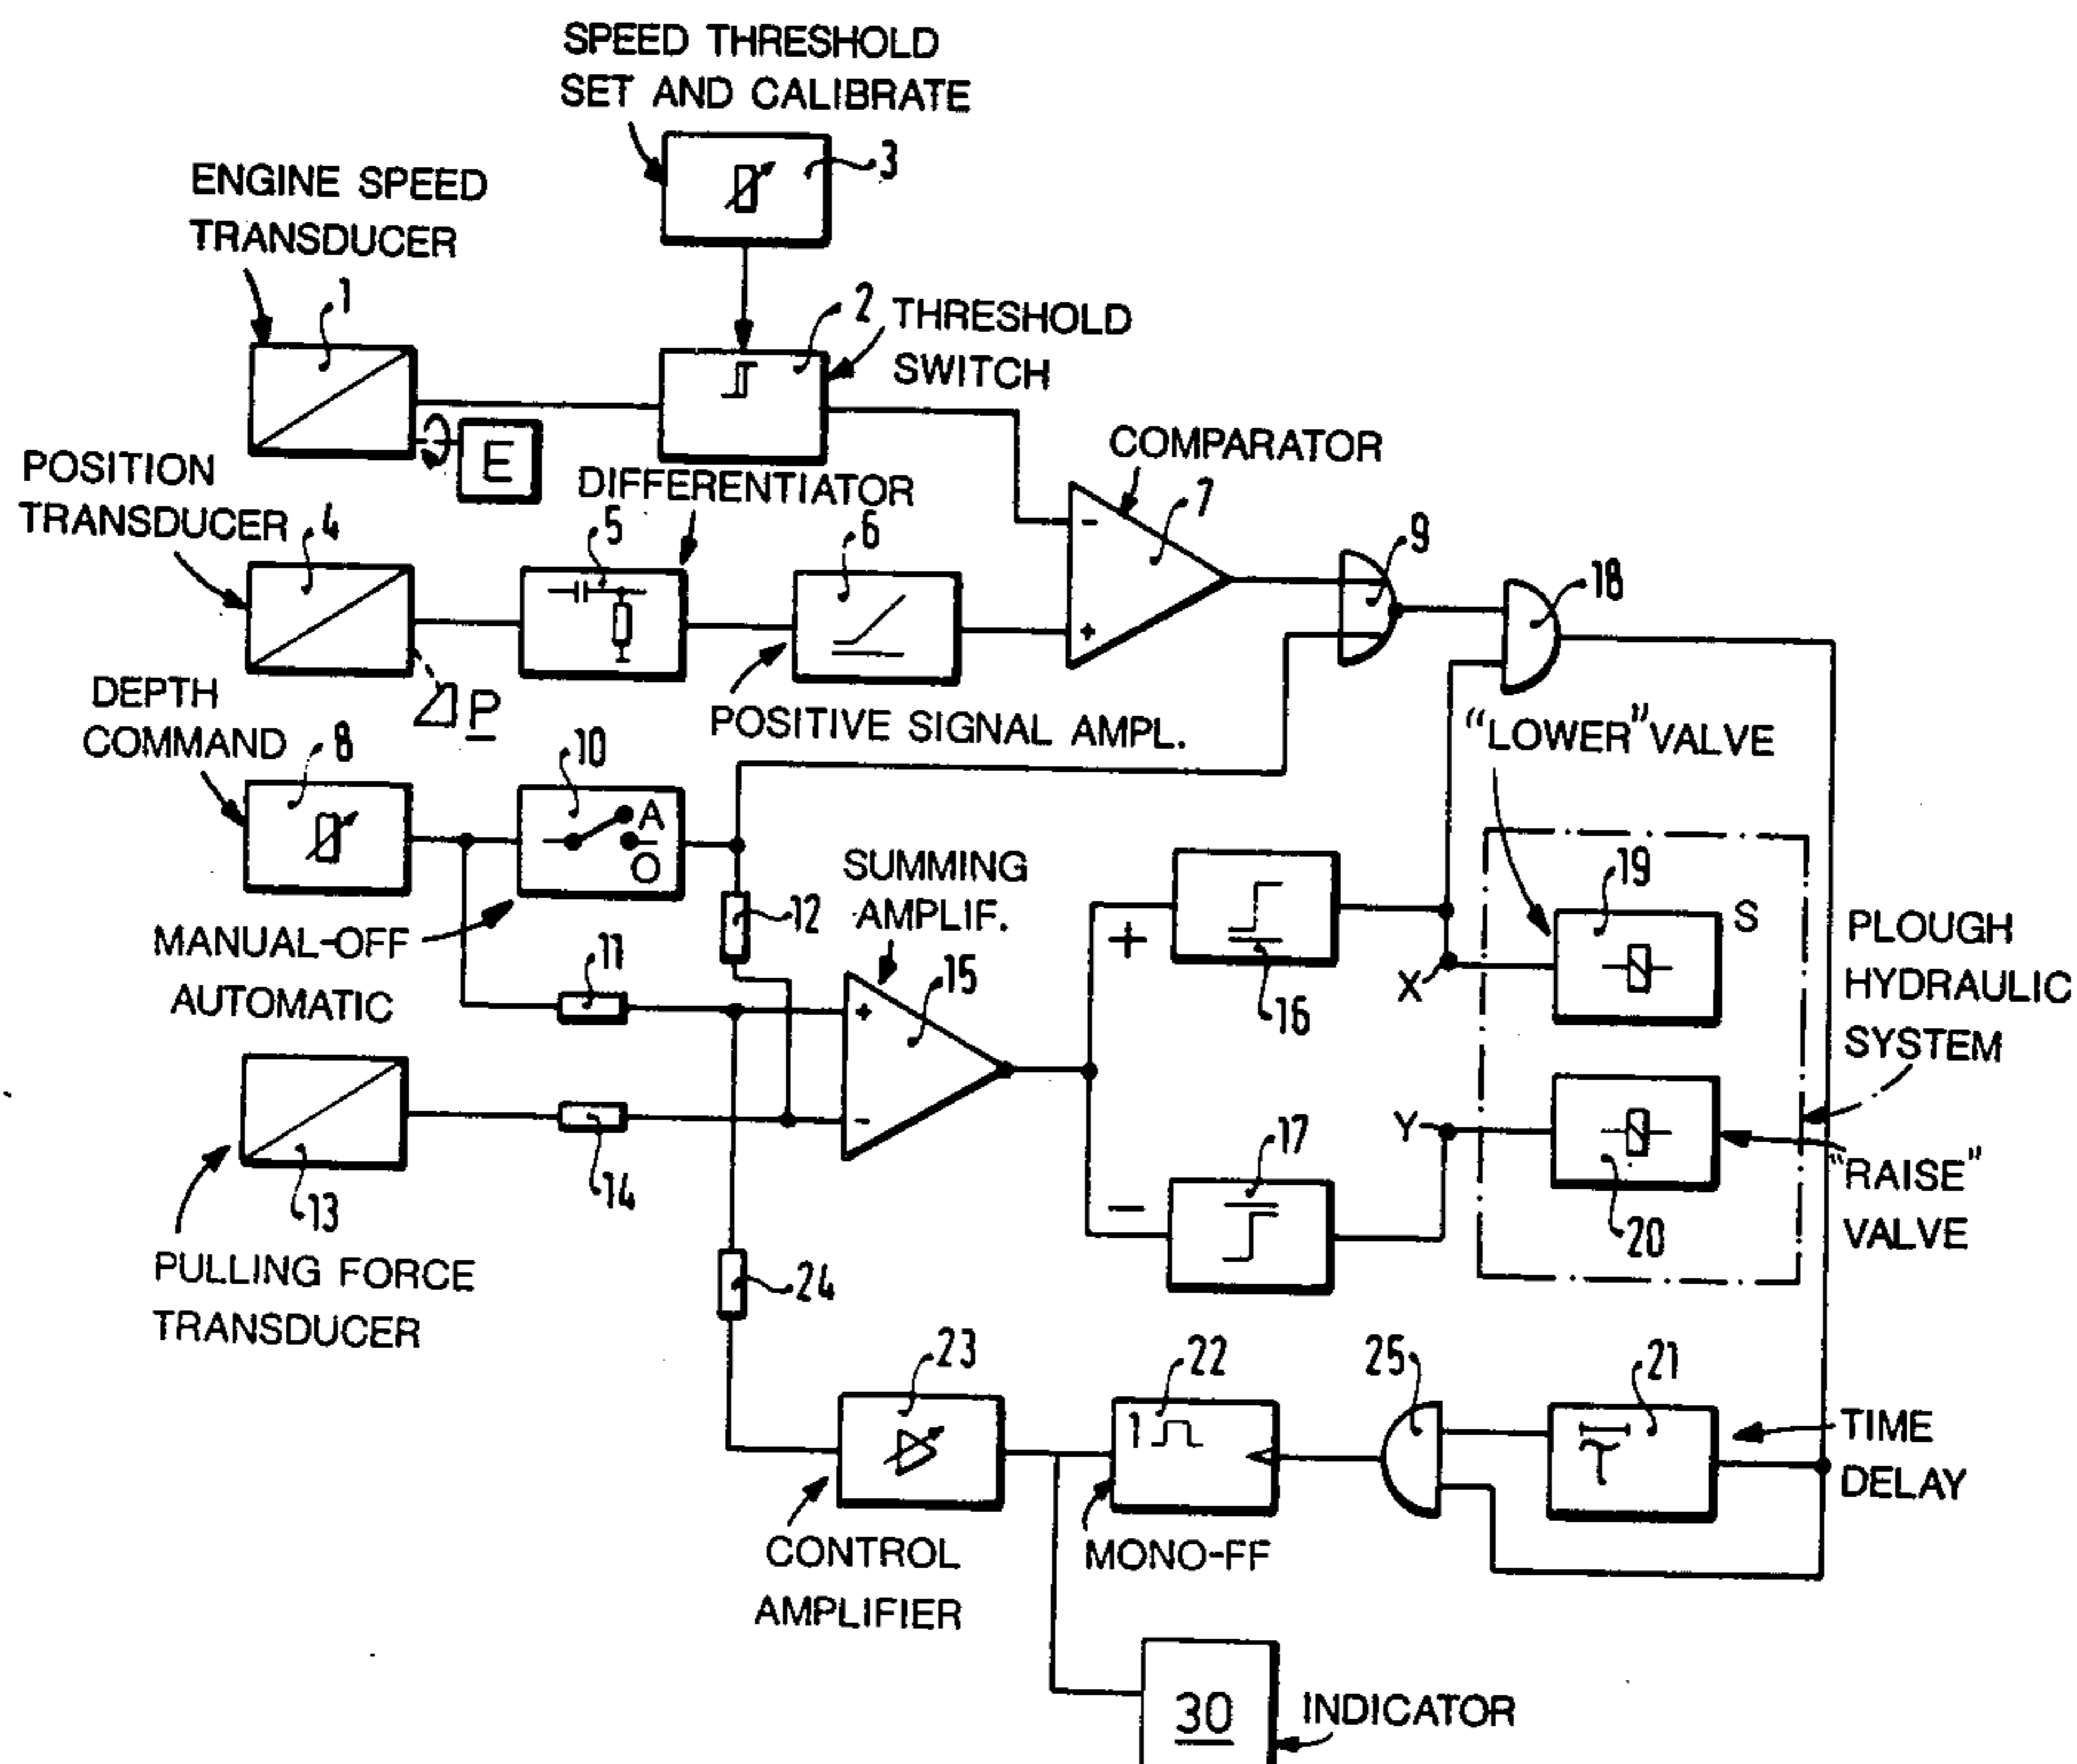 SPEED THRESHOLD
SET AND CALIBRATE
3
ENGINE SPEED
TRANSDUCER
1
2
THRESHOLD
SWITCH
E
COMPARATOR
7
POSITION
TRANSDUCER
4
DIFFERENTIATOR
5
6
-
+
9
18
P
POSITIVE SIGNAL AMPL.
"LOWER" VALVE
DEPTH
COMMAND
8
10
A
O
MANUAL-OFF
AUTOMATIC
12
11
SUMMING
AMPLIF.
15
+
-
+
16
X
19
S
PLOUGH
HYDRAULIC
SYSTEM
13
14
PULLING FORCE
TRANSDUCER
−
17
Y
20
"RAISE"
VALVE
24
23
CONTROL
AMPLIFIER
22
1
MONO-FF
25
21
τ
TIME
DELAY
30
INDICATOR